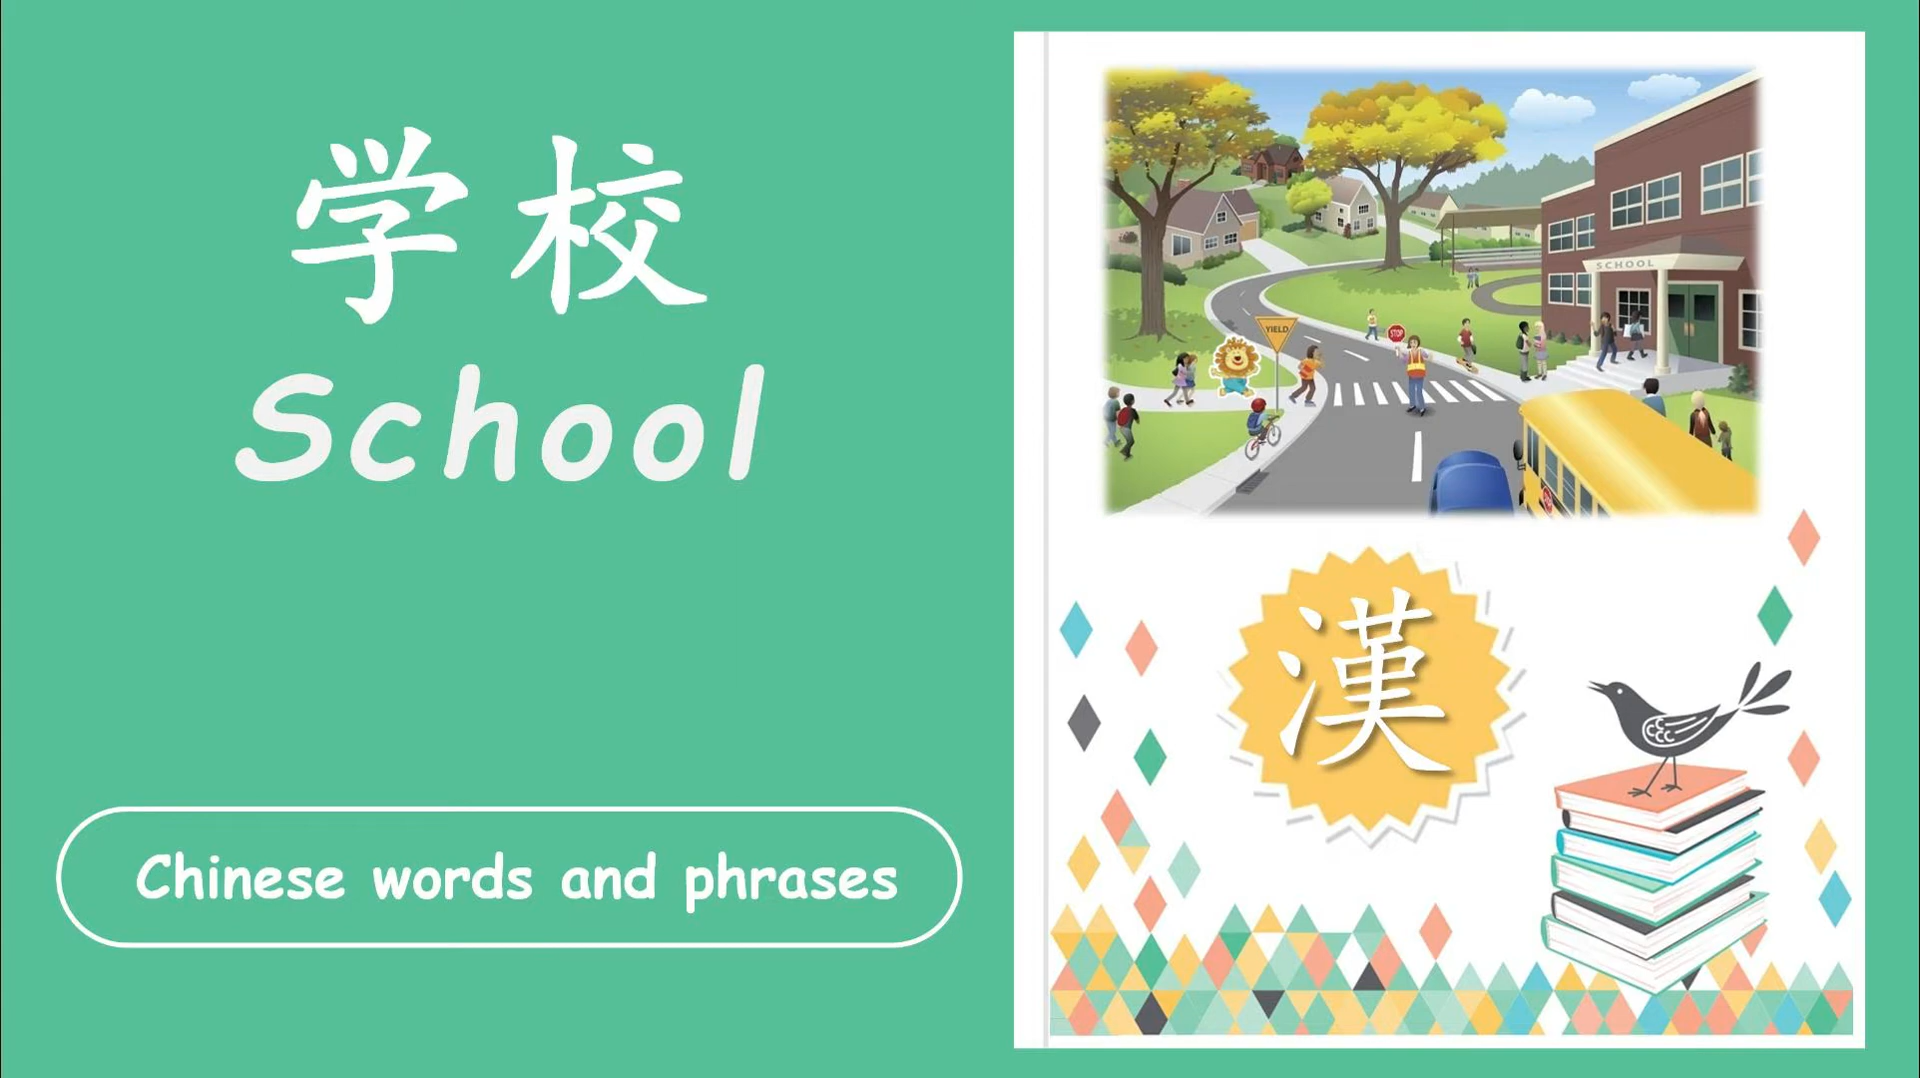 学校
School
Chinese words and phrases
SCHOOL
YIELD
STOP
漢